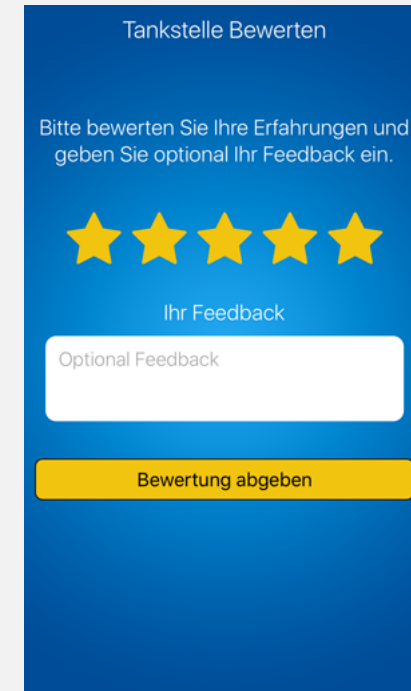 Tankstelle Bewerten
Bitte bewerten Sie Ihre Erfahrungen und
geben Sie optional Ihr Feedback ein.
Ihr Feedback
Optional Feedback
Bewertung abgeben